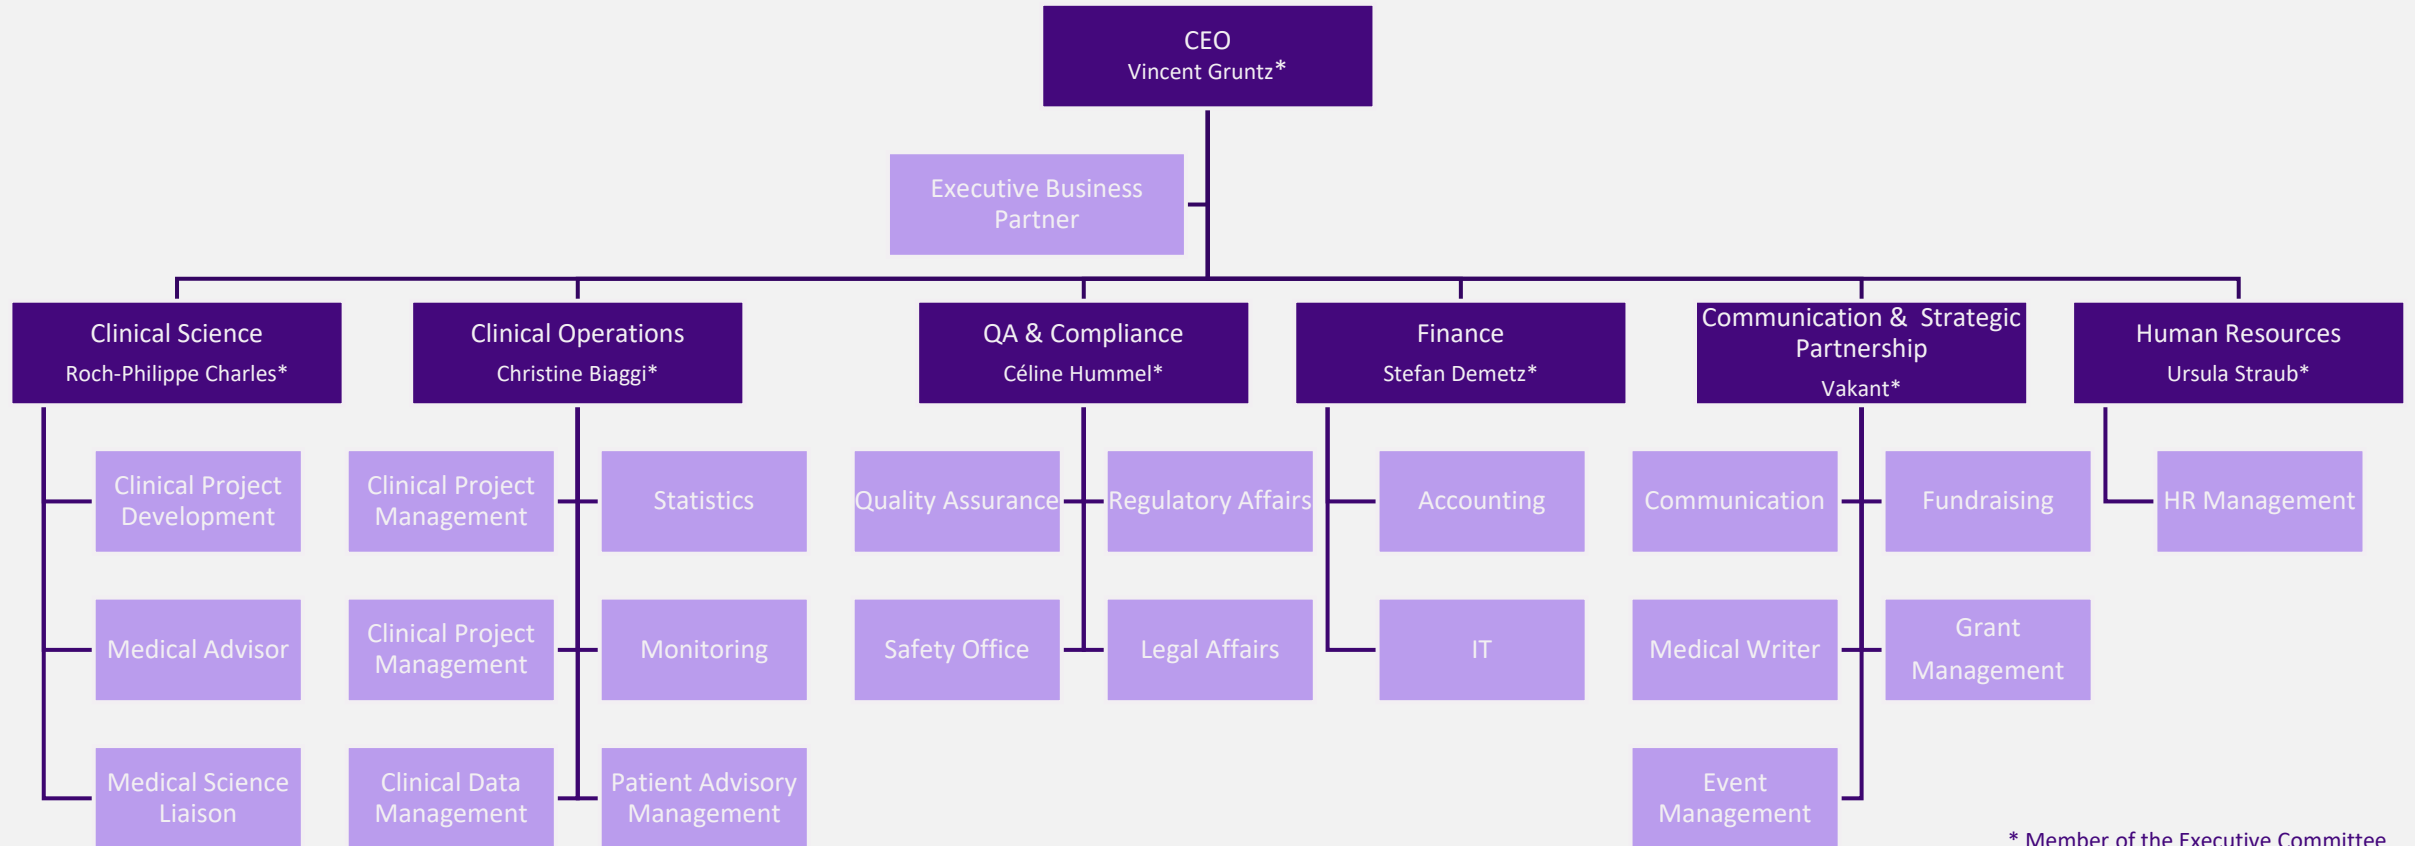 CEO
Vincent Gruntz*
Executive Business
Partner
Clinical Science
Roch-Philippe Charles*
Clinical Operations
Christine Biaggi*
QA & Compliance
Céline Hummel*
Finance
Stefan Demetz*
Communication & Strategic
Partnership
Vakant*
Human Resources
Ursula Straub*
Clinical Project
Development
Medical Advisor
Medical Science
Liaison
Clinical Project
Management
Statistics
Clinical Project
Management
Monitoring
Clinical Data
Management
Patient Advisory
Management
Quality Assurance
Regulatory Affairs
Safety Office
Legal Affairs
Accounting
IT
Communication
Fundraising
Medical Writer
Grant
Management
Event
Management
HR Management
* Member of the Executive Committee